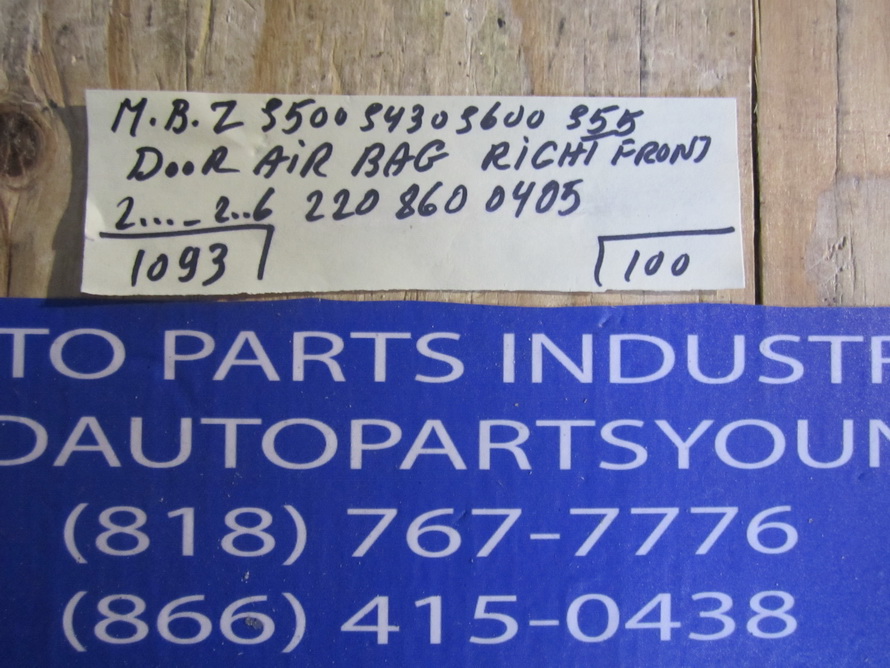 M.B.Z S500 S430 S600 S55
DooR AiR BAG RiGHT FRONT
2...._2..6 220 860 0405
1093 100
TO PARTS INDUSTR
DAUTOPARTSYOUN
(818) 767-7776
(866) 415-0438